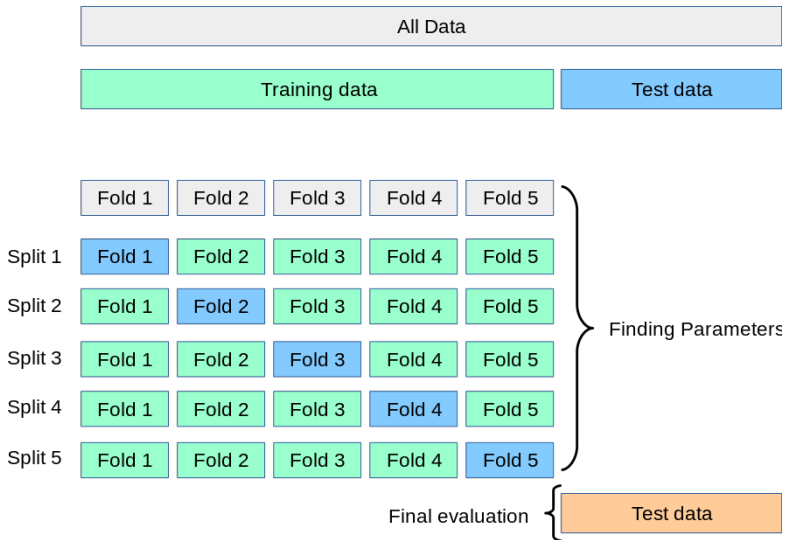 All Data
Training data Test data
Fold 1 Fold 2 Fold 3 Fold 4 Fold 5
Split 1 Fold 1 Fold 2 Fold 3 Fold 4 Fold 5
Split 2 Fold 1 Fold 2 Fold 3 Fold 4 Fold 5
Finding Parameters
Split 3 Fold 1 Fold 2 Fold 3 Fold 4 Fold 5
Split 4 Fold 1 Fold 2 Fold 3 Fold 4 Fold 5
Split 5 Fold 1 Fold 2 Fold 3 Fold 4 Fold 5
Final evaluation Test data